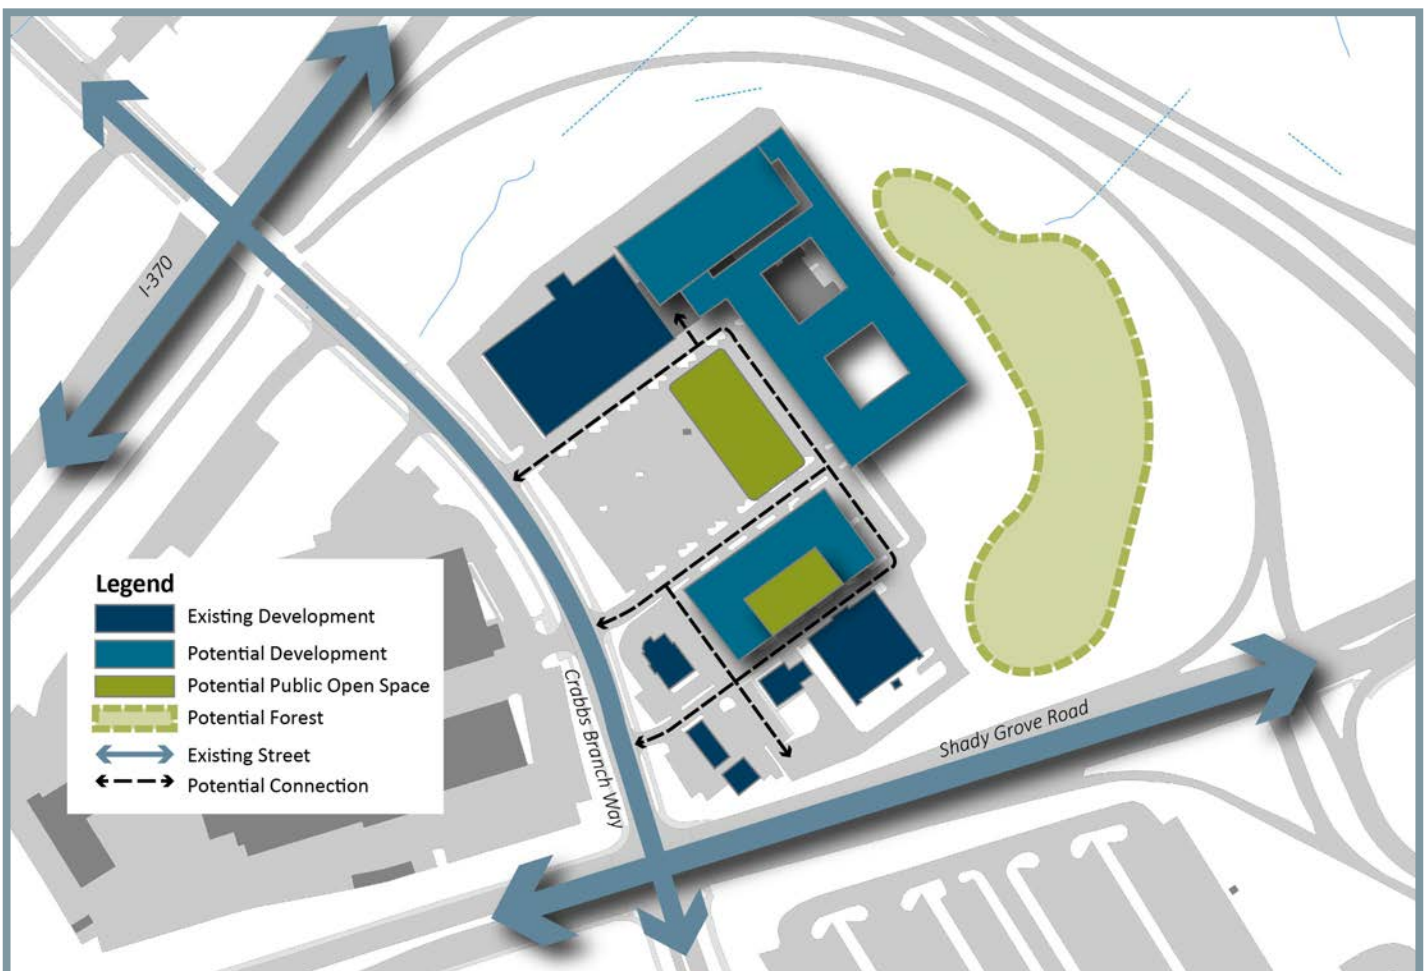 I-370
Legend
Existing Development
Potential Development
Potential Public Open Space
Potential Forest
Existing Street
Potential Connection
Crabbs Branch Way
Shady Grove Road